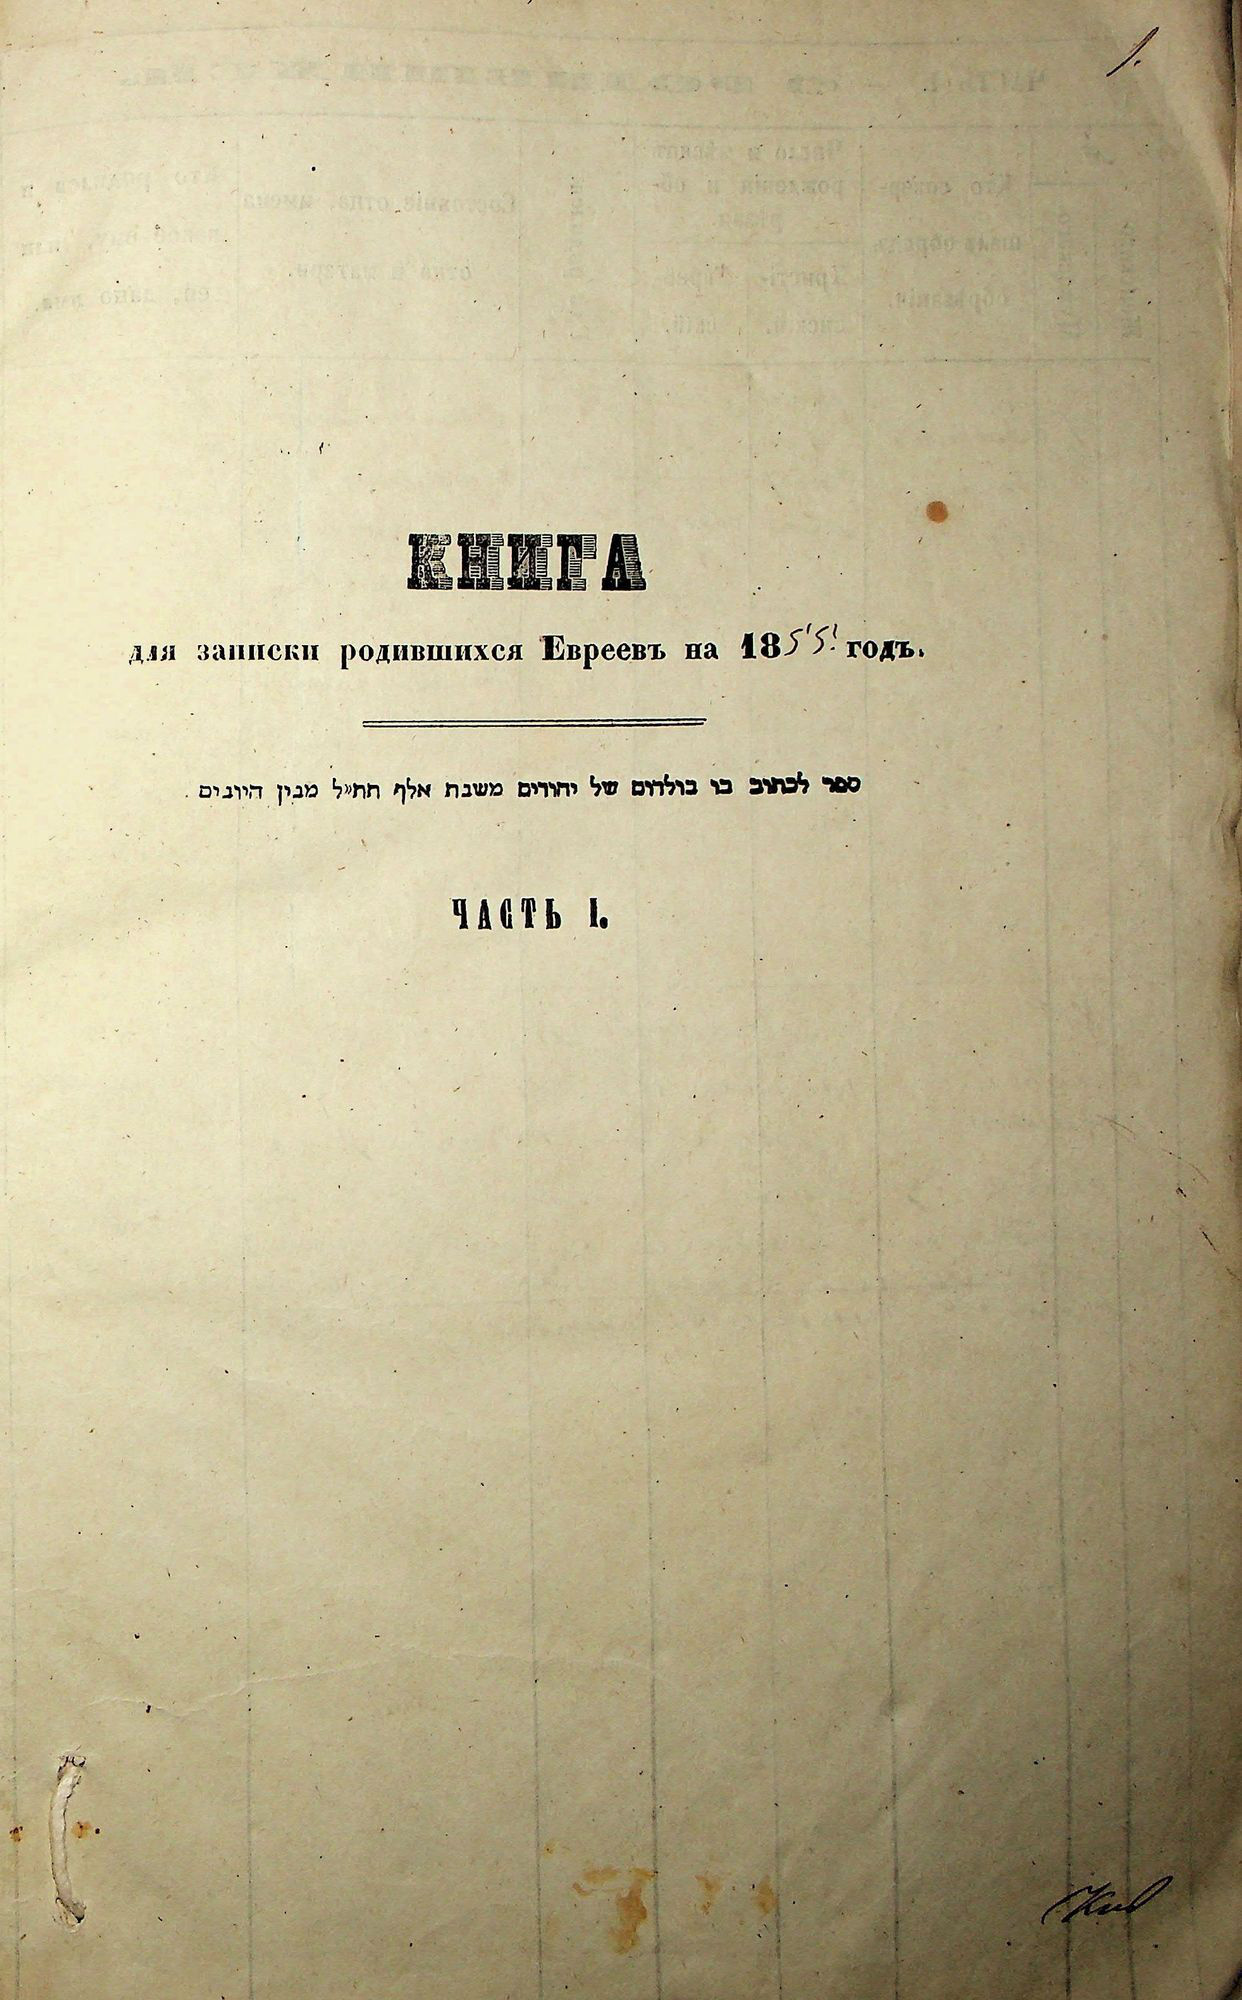 1.
КНИГА
для записки родившихся Евреевъ на 1855 годъ.
ספר לכתוב בו נולדים של יהודים משנת אלף תת״ל מנין היונים
ЧАСТЬ I.